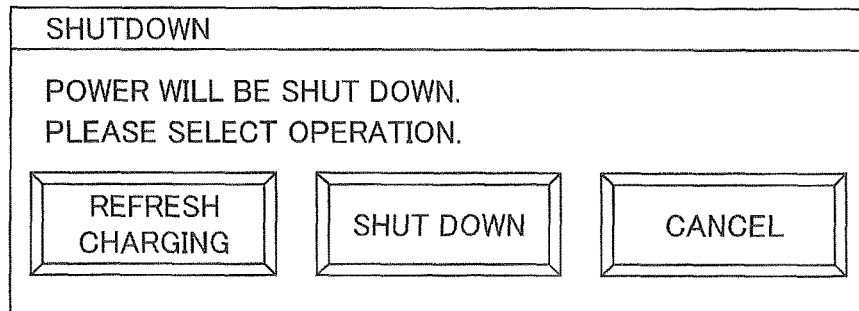 SHUTDOWN
POWER WILL BE SHUT DOWN.
PLEASE SELECT OPERATION.
REFRESH
CHARGING
SHUT DOWN
CANCEL